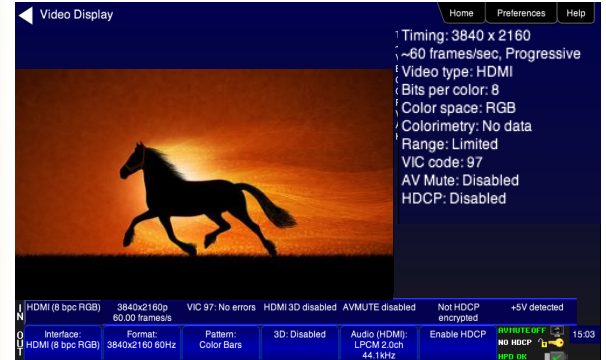 Video Display
Home
Preferences
Help
Timing: 3840 x 2160
~60 frames/sec, Progressive
Video type: HDMI
Bits per color: 8
Color space: RGB
Colorimetry: No data
Range: Limited
VIC code: 97
AV Mute: Disabled
HDCP: Disabled
IN
HDMI (8 bpc RGB)
3840x2160p
60.00 frames/s
VIC 97: No errors
HDMI 3D disabled
AVMUTE disabled
Not HDCP
encrypted
+5V detected
OUT
Interface:
HDMI (8 bpc RGB)
Format:
3840x2160 60Hz
Pattern:
Color Bars
3D: Disabled
Audio (HDMI):
LPCM 2.0ch
44.1kHz
Enable HDCP
AVMUTE OFF
NO HDCP
HPD OK
15:03